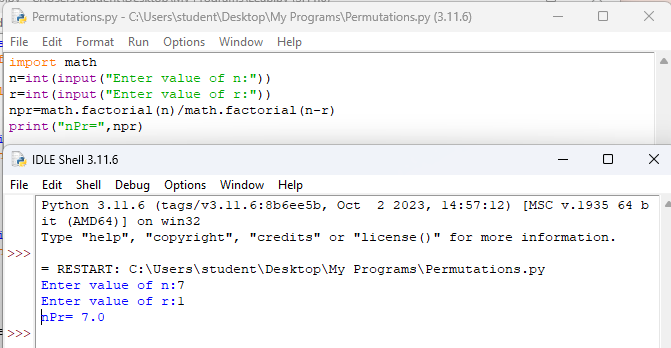 Permutations.py - C:\Users\student\Desktop\My Programs\Permutations.py (3.11.6)
File Edit Format Run Options Window Help
import math
n=int(input("Enter value of n:"))
r=int(input("Enter value of r:"))
npr=math.factorial(n)/math.factorial(n-r)
print("nPr=",npr)
IDLE Shell 3.11.6
File Edit Shell Debug Options Window Help
Python 3.11.6 (tags/v3.11.6:8b6ee5b, Oct  2 2023, 14:57:12) [MSC v.1935 64 b
it (AMD64)] on win32
Type "help", "copyright", "credits" or "license()" for more information.
>>>
= RESTART: C:\Users\student\Desktop\My Programs\Permutations.py
Enter value of n:7
Enter value of r:1
nPr= 7.0
>>>